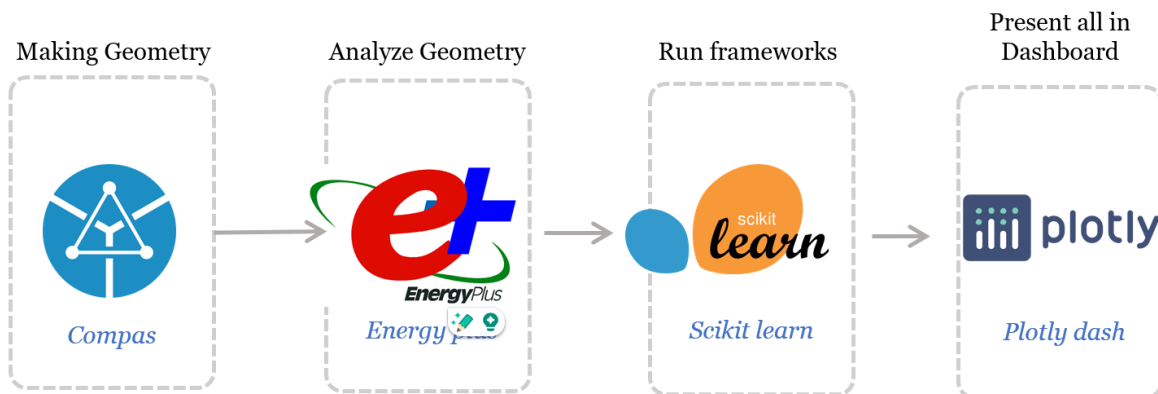 Making Geometry
Analyze Geometry
Run frameworks
Present all in
Dashboard
e+
EnergyPlus
scikit
learn
plotly
Compas
Energy plus
Scikit learn
Plotly dash